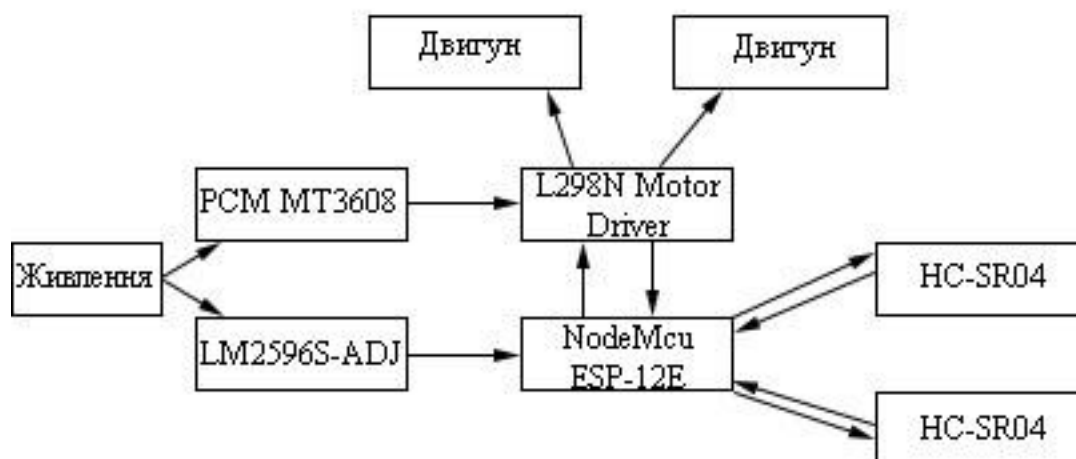 Двигун
Двигун
PCM MT3608
L298N Motor
Driver
Живлення
HC-SR04
LM2596S-ADJ
NodeMcu
ESP-12E
HC-SR04